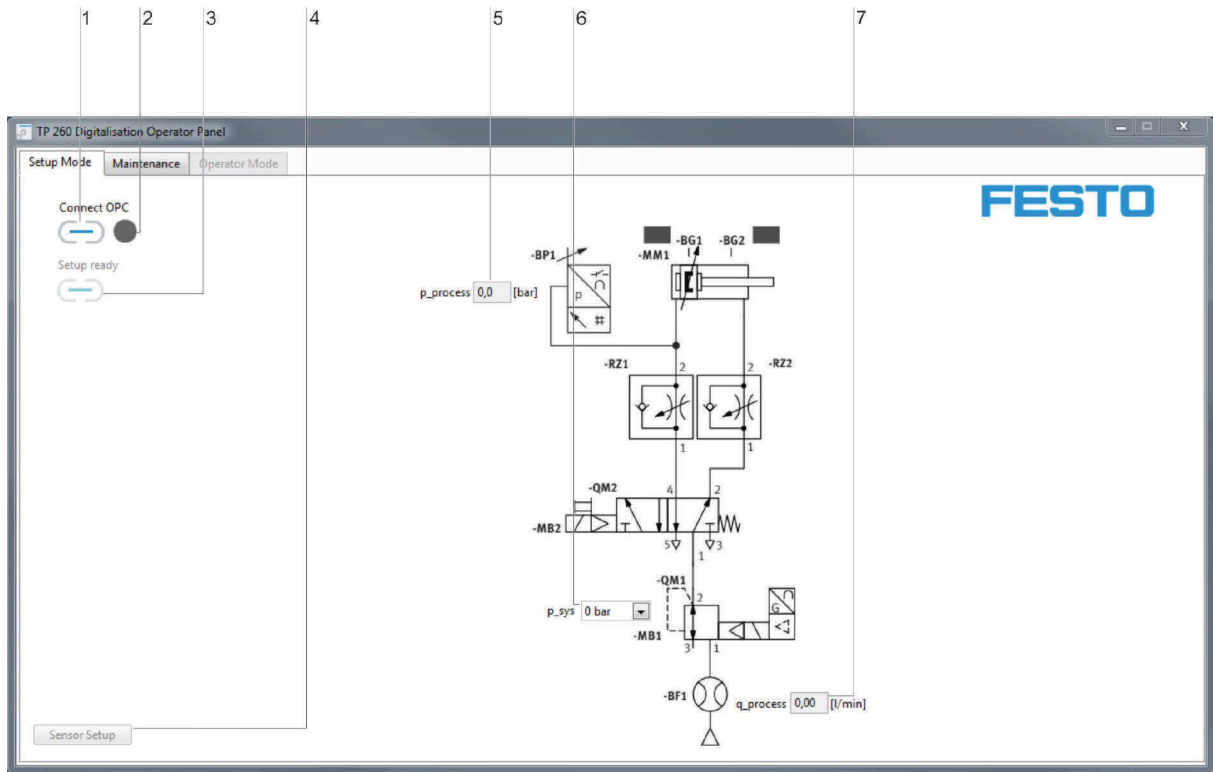 1 2 3 4 5 6 7
TP 260 Digitalisation Operator Panel
Setup Mode Maintenance Operator Mode
FESTO
Connect OPC
Setup ready
-BG1 -BG2
-BP1 -MM1
p_process 0,0 [bar]
p
#
-RZ1 2 2 -RZ2
1 1
-QM2 4 2
-MB2
5 3
1
-QM1
2
G
p_sys 0 bar
-MB1
3 1
-BF1
q_process 0,00 [l/min]
Sensor Setup